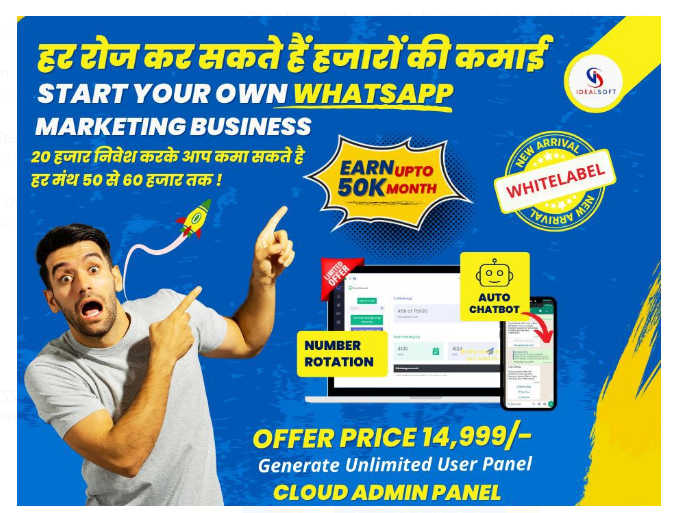 हर रोज कर सकते हैं हजारों की कमाई
IDEALSOFT
START YOUR OWN WHATSAPP
MARKETING BUSINESS
20 हजार निवेश करके आप कमा सकते है
हर मंथ 50 से 60 हजार तक !
EARN UPTO
50K MONTH
NEW ARRIVAL
WHITELABEL
NEW ARRIVAL
LIMITED
OFFER
AUTO
CHATBOT
NUMBER
ROTATION
OFFER PRICE 14,999/-
Generate Unlimited User Panel
CLOUD ADMIN PANEL